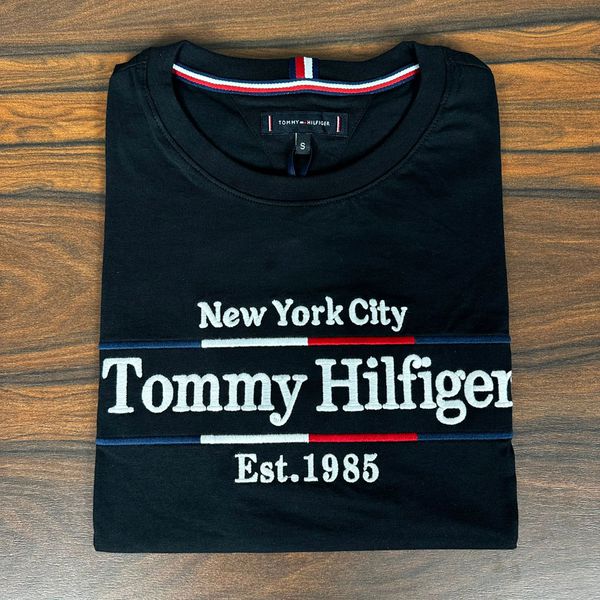 TOMMY HILFIGER
S
New York City
Tommy Hilfiger
Est.1985